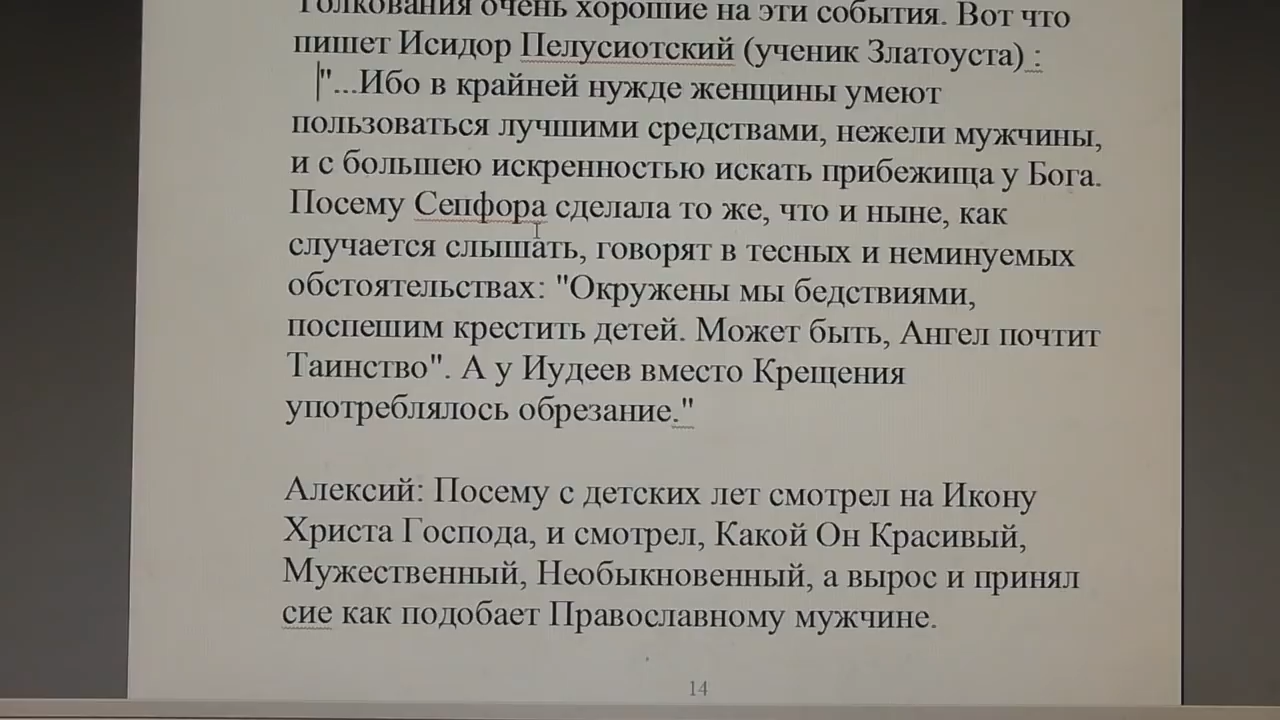 Толкования очень хорошие на эти события. Вот что
пишет Исидор Пелусиотский (ученик Златоуста) :
"...Ибо в крайней нужде женщины умеют
пользоваться лучшими средствами, нежели мужчины,
и с большею искренностью искать прибежища у Бога.
Посему Сепфора сделала то же, что и ныне, как
случается слышать, говорят в тесных и неминуемых
обстоятельствах: "Окружены мы бедствиями,
поспешим крестить детей. Может быть, Ангел почтит
Таинство". А у Иудеев вместо Крещения
употреблялось обрезание."
Алексий: Посему с детских лет смотрел на Икону
Христа Господа, и смотрел, Какой Он Красивый,
Мужественный, Необыкновенный, а вырос и принял
сие как подобает Православному мужчине.
14